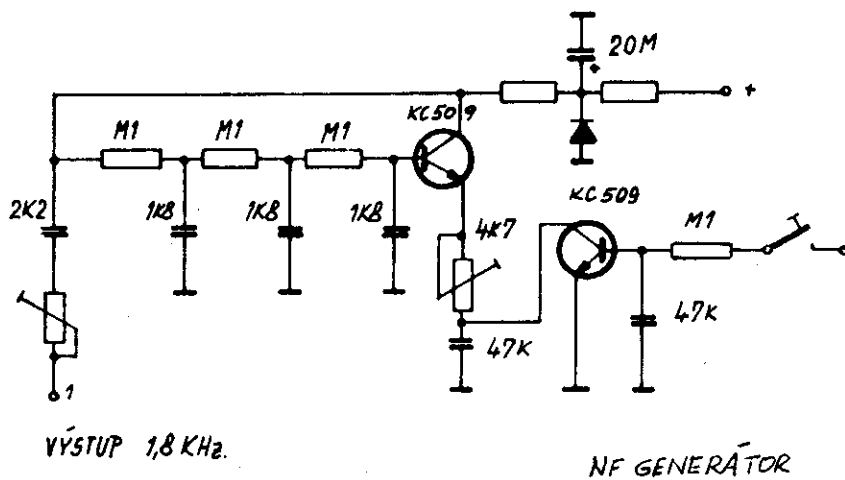 20M
+
KC509
M1 M1 M1
2K2 1K8 1K8 1K8
4K7
KC509
M1
47K
47K
1
VÝSTUP 1,8 KHz.
NF GENERÁTOR